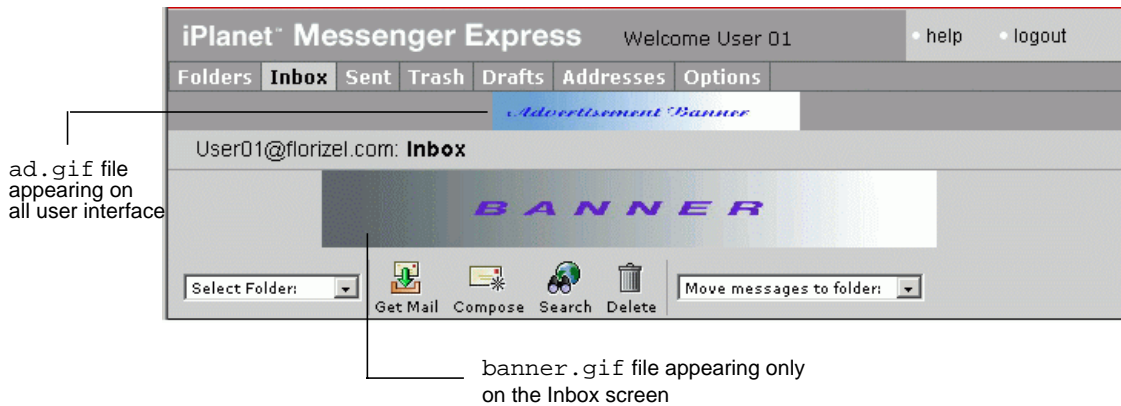 iPlanet™ Messenger Express Welcome User 01 help logout
Folders Inbox Sent Trash Drafts Addresses Options
Advertisement Banner
User01@florizel.com: Inbox
ad.gif file
appearing on
all user interface
BANNER
Select Folder: Get Mail Compose Search Delete Move messages to folder:
banner.gif file appearing only
on the Inbox screen